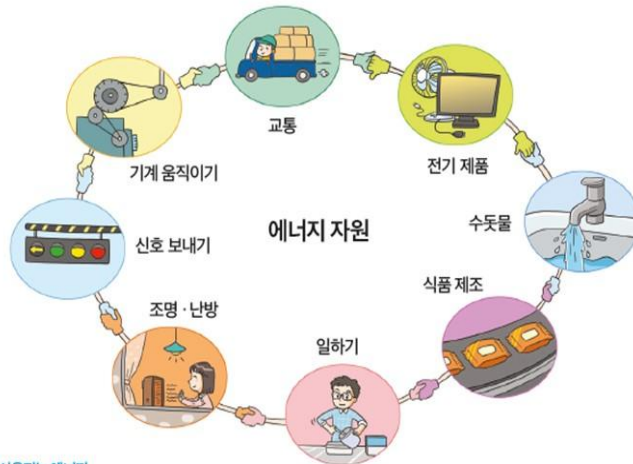 교통
기계 움직이기
전기 제품
에너지 자원
수돗물
신호 보내기
식품 제조
조명 · 난방
일하기